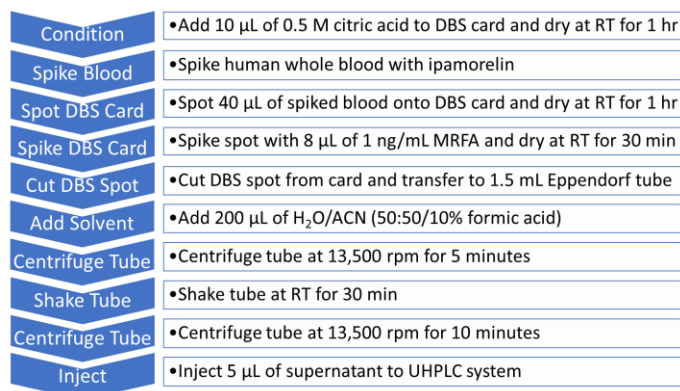 Condition
•Add 10 µL of 0.5 M citric acid to DBS card and dry at RT for 1 hr
Spike Blood
•Spike human whole blood with ipamorelin
Spot DBS Card
•Spot 40 µL of spiked blood onto DBS card and dry at RT for 1 hr
Spike DBS Card
•Spike spot with 8 µL of 1 ng/mL MRFA and dry at RT for 30 min
Cut DBS Spot
•Cut DBS spot from card and transfer to 1.5 mL Eppendorf tube
Add Solvent
•Add 200 µL of H₂O/ACN (50:50/10% formic acid)
Centrifuge Tube
•Centrifuge tube at 13,500 rpm for 5 minutes
Shake Tube
•Shake tube at RT for 30 min
Centrifuge Tube
•Centrifuge tube at 13,500 rpm for 10 minutes
Inject
•Inject 5 µL of supernatant to UHPLC system